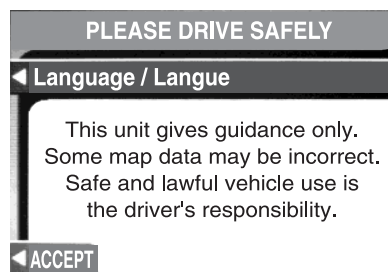 PLEASE DRIVE SAFELY
Language / Langue
This unit gives guidance only.
Some map data may be incorrect.
Safe and lawful vehicle use is
the driver's responsibility.
ACCEPT